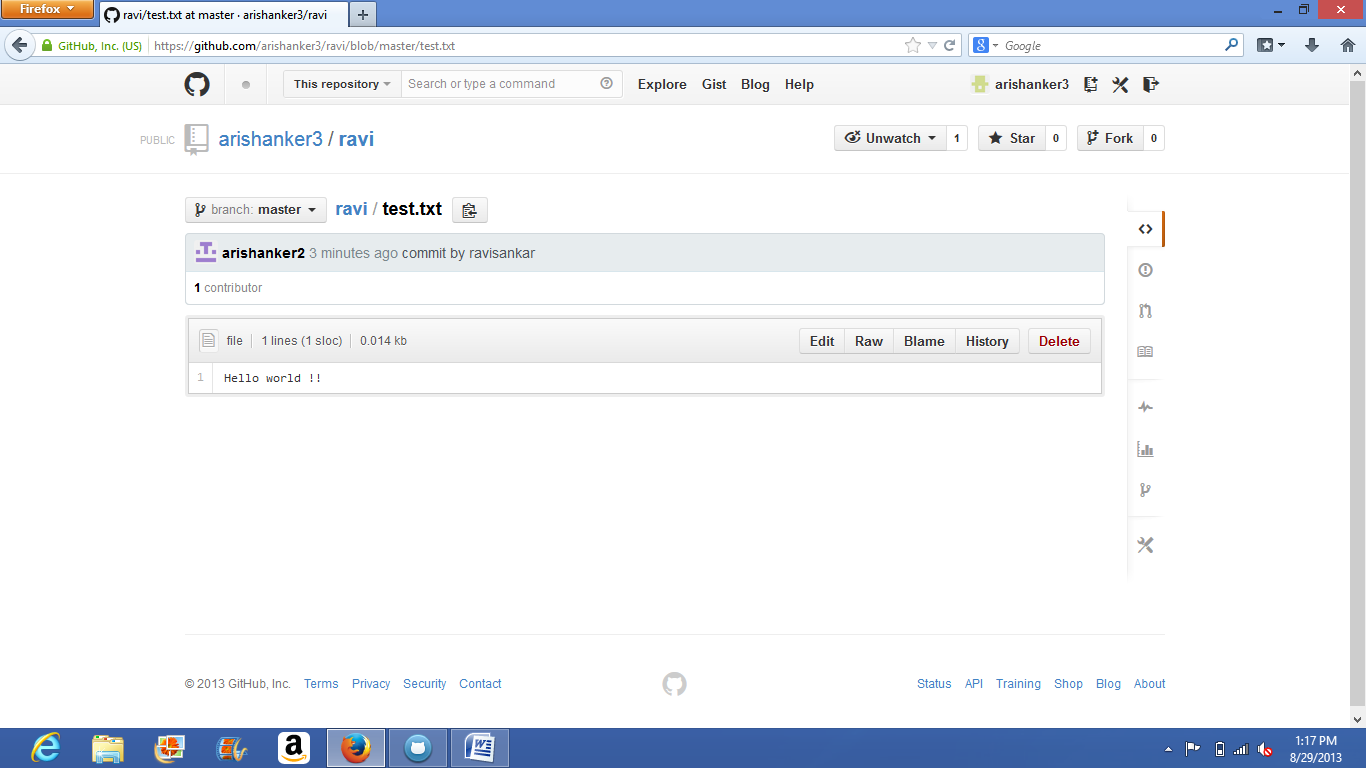 Firefox
ravi/test.txt at master · arishanker3/ravi
GitHub, Inc. (US) https://github.com/arishanker3/ravi/blob/master/test.txt
Google
This repository Search or type a command Explore Gist Blog Help arishanker3
PUBLIC arishanker3 / ravi Unwatch 1 Star 0 Fork 0
branch: master ravi / test.txt
arishanker2 3 minutes ago commit by ravisankar
1 contributor
file 1 lines (1 sloc) 0.014 kb Edit Raw Blame History Delete
1 Hello world !!
© 2013 GitHub, Inc. Terms Privacy Security Contact Status API Training Shop Blog About
1:17 PM
8/29/2013